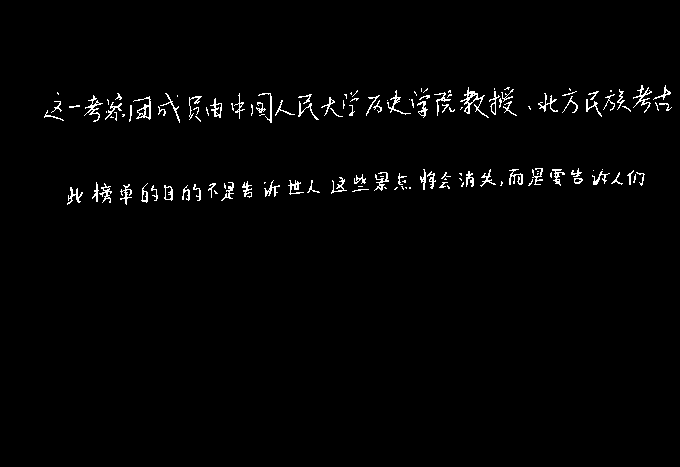 这一考察团成员由中国人民大学历史学院教授、北方民族考古
此榜单的目的不是告诉世人这些景点将会消失,而是要告诉人们